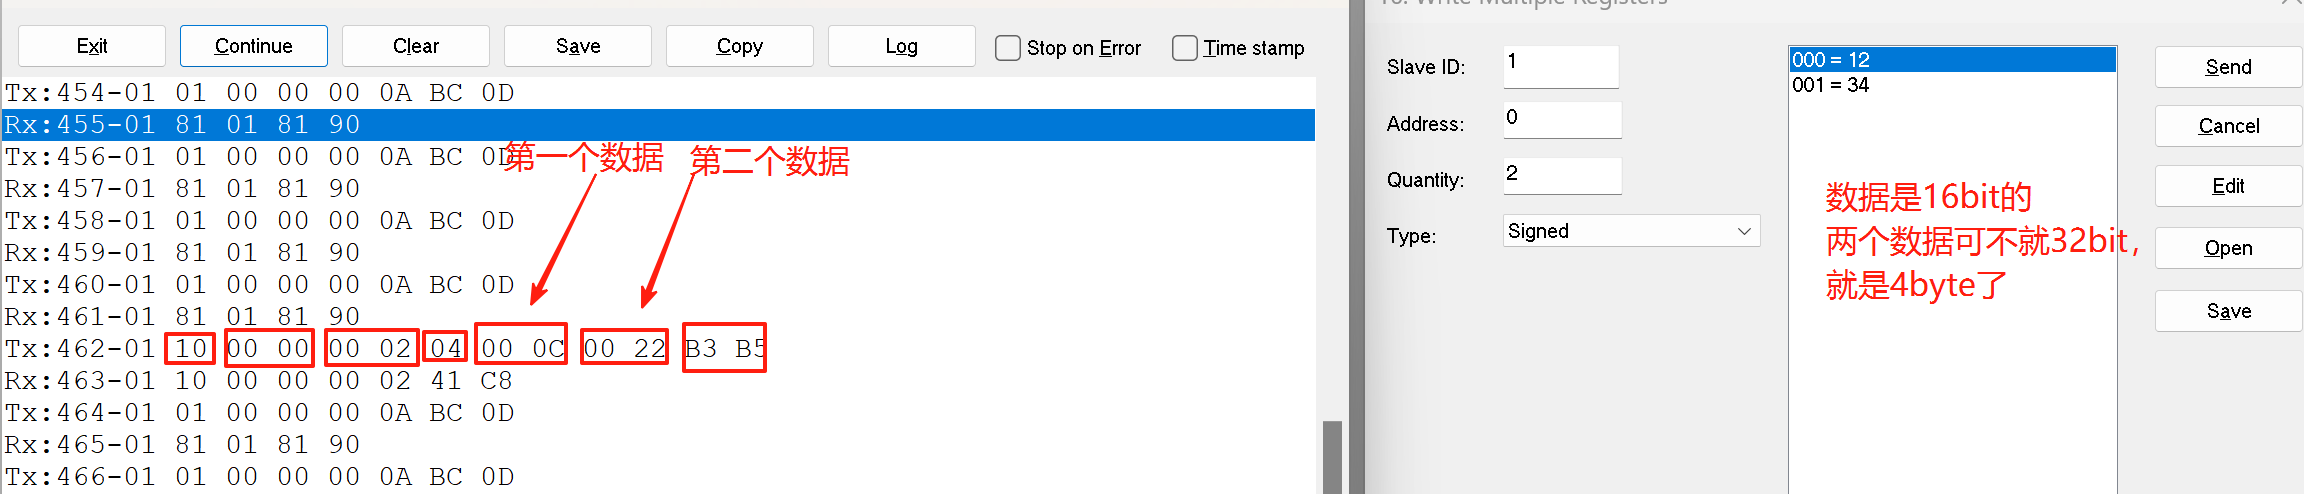 Exit
Continue
Clear
Save
Copy
Log
Stop on Error
Time stamp
Tx:454-01 01 00 00 00 0A BC 0D
Rx:455-01 81 01 81 90
Tx:456-01 01 00 00 00 0A BC 0D
第一个数据
第二个数据
Rx:457-01 81 01 81 90
Tx:458-01 01 00 00 00 0A BC 0D
Rx:459-01 81 01 81 90
Tx:460-01 01 00 00 00 0A BC 0D
Rx:461-01 81 01 81 90
Tx:462-01 10 00 00 00 02 04 00 0C 00 22 B3 B5
Rx:463-01 10 00 00 00 02 41 C8
Tx:464-01 01 00 00 00 0A BC 0D
Rx:465-01 81 01 81 90
Tx:466-01 01 00 00 00 0A BC 0D
Write Multiple Registers
Slave ID:
1
Address:
0
Quantity:
2
Type:
Signed
000 = 12
001 = 34
数据是16bit的
两个数据可不就32bit，
就是4byte了
Send
Cancel
Edit
Open
Save